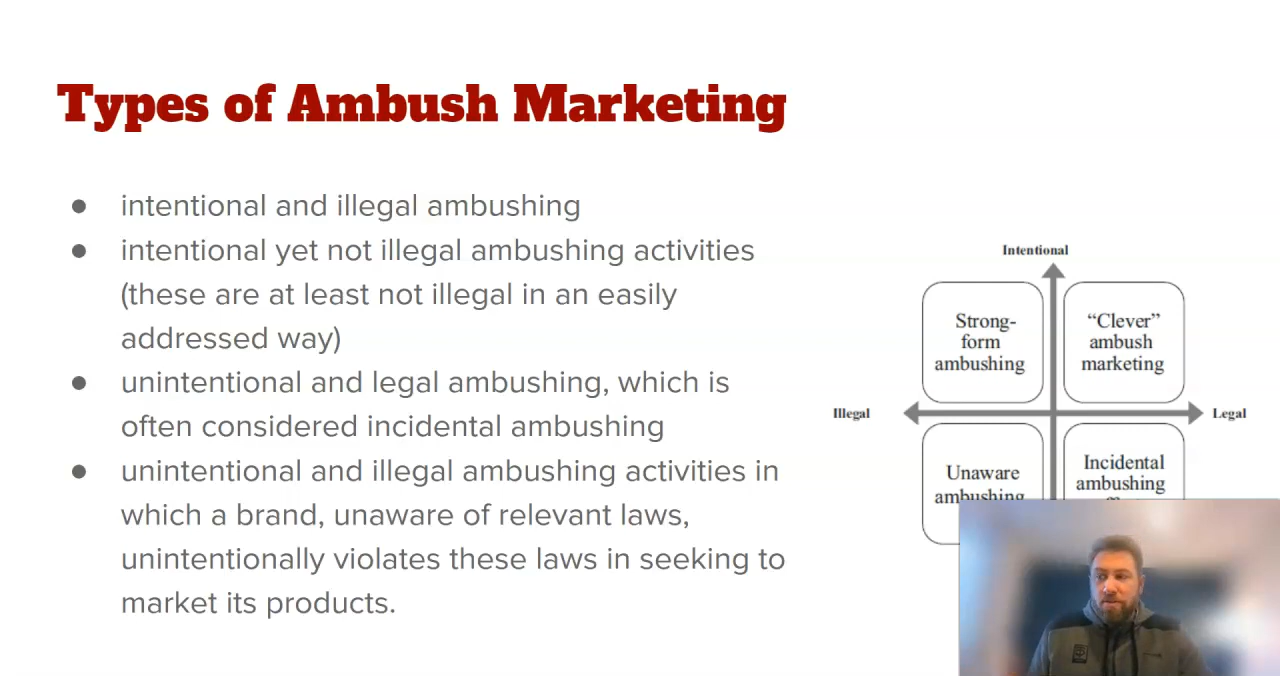 Types of Ambush Marketing
● intentional and illegal ambushing
● intentional yet not illegal ambushing activities
(these are at least not illegal in an easily
addressed way)
● unintentional and legal ambushing, which is
often considered incidental ambushing
● unintentional and illegal ambushing activities in
which a brand, unaware of relevant laws,
unintentionally violates these laws in seeking to
market its products.
Intentional
Strong-
form
ambushing
“Clever”
ambush
marketing
Illegal
Legal
Unaware
ambushing
Incidental
ambushing